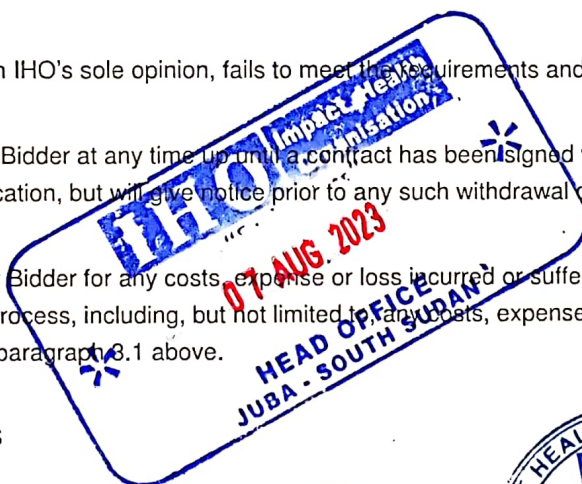 n IHO's sole opinion, fails to meet the requirements and
Bidder at any time up until a contract has been signed
cation, but will give notice prior to any such withdrawal
Bidder for any costs, expense or loss incurred or suffe
rocess, including, but not limited to, any costs, expense
paragraph 3.1 above.
IHO
Impact Health
Organisation
07 AUG. 2023
HEAD OFFICE
JUBA - SOUTH SUDAN
HEAL